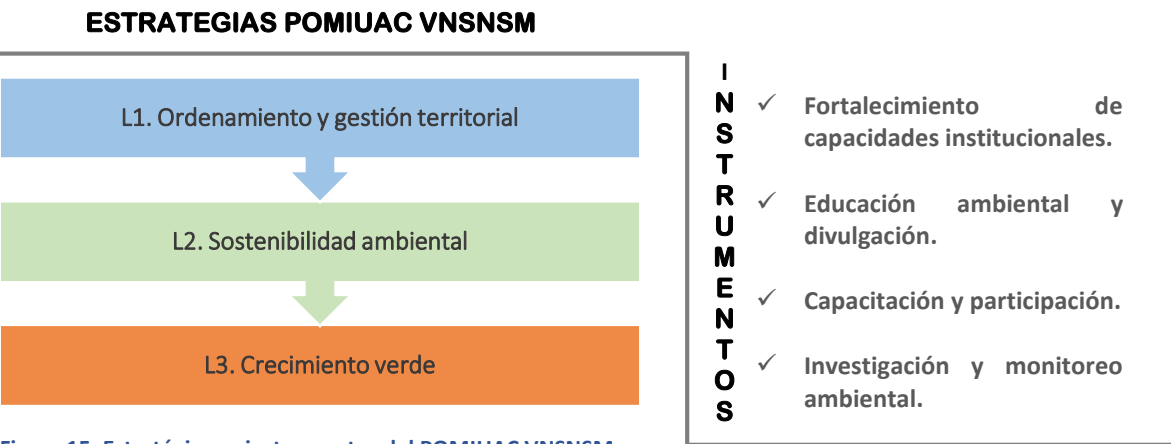 ESTRATEGIAS POMIUAC VNSNSM
L1. Ordenamiento y gestión territorial
L2. Sostenibilidad ambiental
L3. Crecimiento verde
INSTRUMENTOS
✓ Fortalecimiento de
capacidades institucionales.
✓ Educación ambiental y
divulgación.
✓ Capacitación y participación.
✓ Investigación y monitoreo
ambiental.